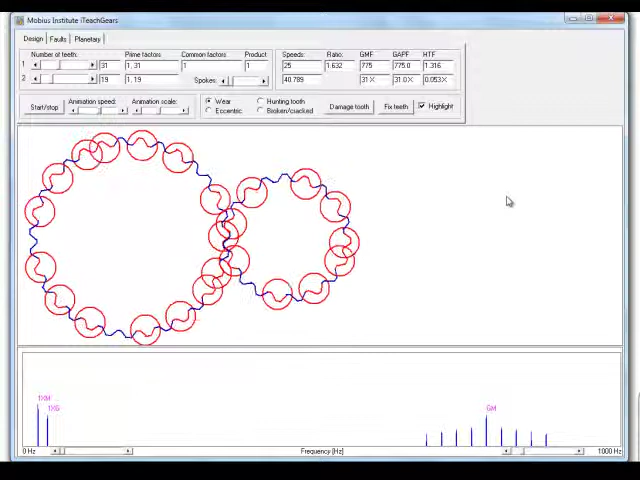 Mobius Institute iTeachGears
Design Faults Planetary
Number of teeth: Prime factors Common factors Product Speeds: Ratio: GMF GAPF HTF
1 31 1, 31 1 1 25 1.632 775 775.0 1.316
2 19 1, 19 Spokes: 40.789 31 X 31.0 X 0.053 X
Start/stop Animation speed: Animation scale: Wear Hunting tooth Damage tooth Fix teeth Highlight
Eccentric Broken/cracked
1XM
1XG
GM
0 Hz Frequency [Hz] 1000 Hz